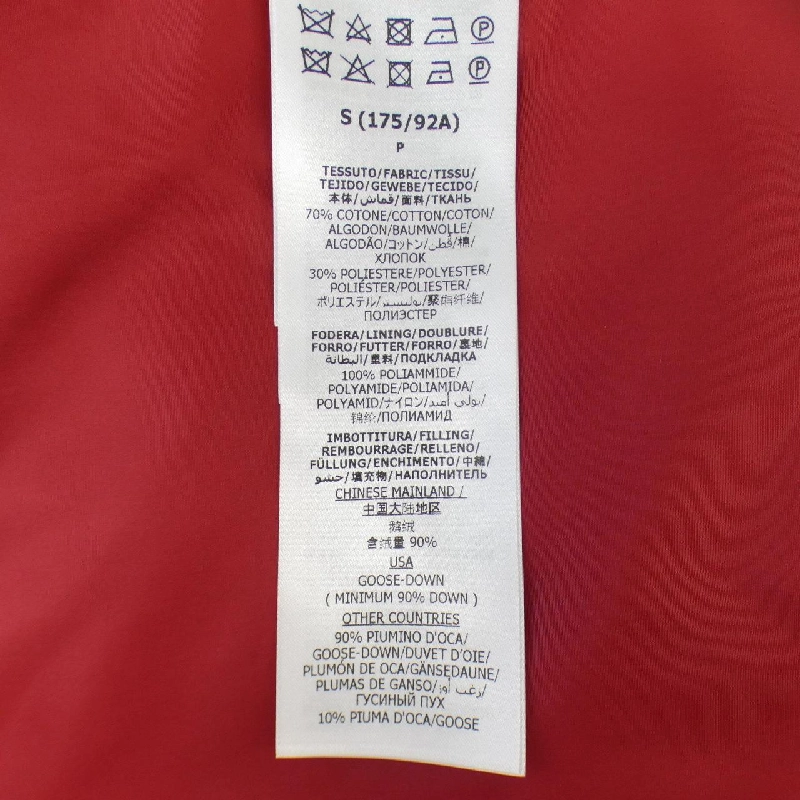 P
P
S (175/92A)
P
TESSUTO/FABRIC/TISSU/
TEJIDO/GEWEBE/TECIDO/
本体/قماش/面料/ТКАНЬ
70% COTONE/COTTON/COTON/
ALGODON/BAUMWOLLE/
ALGODÃO/コットン/قطن/棉/
ХЛОПОК
30% POLIESTERE/POLYESTER/
POLIÉSTER/POLIESTER/
ポリエステル/بوليستر/聚酯纤维/
ПОЛИЭСТЕР
FODERA/LINING/DOUBLURE/
FORRO/FUTTER/FORRO/裏地/
البطانة/里料/ПОДКЛАДКА
100% POLIAMMIDE/
POLYAMIDE/POLIAMIDA/
POLYAMID/ナイロン/بولي أميد/
锦纶/ПОЛИАМИД
IMBOTTITURA/FILLING/
REMBOURRAGE/RELLENO/
FÜLLUNG/ENCHIMENTO/中綿/
حشو/填充物/НАПОЛНИТЕЛЬ
CHINESE MAINLAND /
中国大陆地区
鹅绒
含绒量 90%
USA
GOOSE-DOWN
( MINIMUM 90% DOWN )
OTHER COUNTRIES
90% PIUMINO D'OCA/
GOOSE-DOWN/DUVET D'OIE/
PLUMÓN DE OCA/GÄNSEDAUNE/
PLUMAS DE GANSO/زغب أوز/
ГУСИНЫЙ ПУХ
10% PIUMA D'OCA/GOOSE